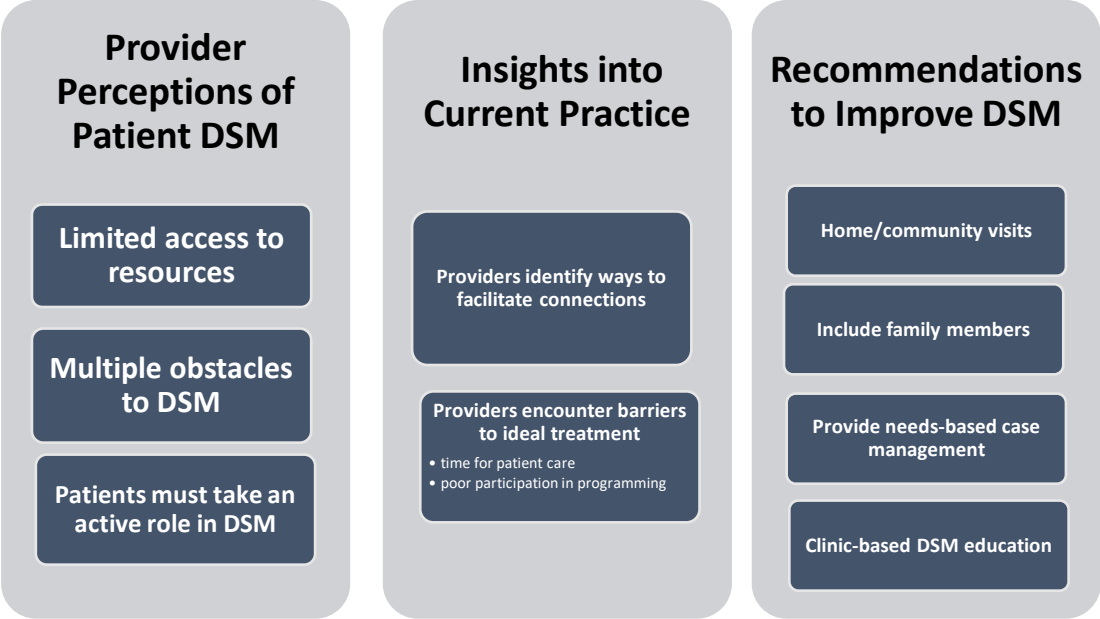 Provider
Perceptions of
Patient DSM
Limited access to
resources
Multiple obstacles
to DSM
Patients must take an
active role in DSM
Insights into
Current Practice
Providers identify ways to
facilitate connections
Providers encounter barriers
to ideal treatment
• time for patient care
• poor participation in programming
Recommendations
to Improve DSM
Home/community visits
Include family members
Provide needs-based case
management
Clinic-based DSM education